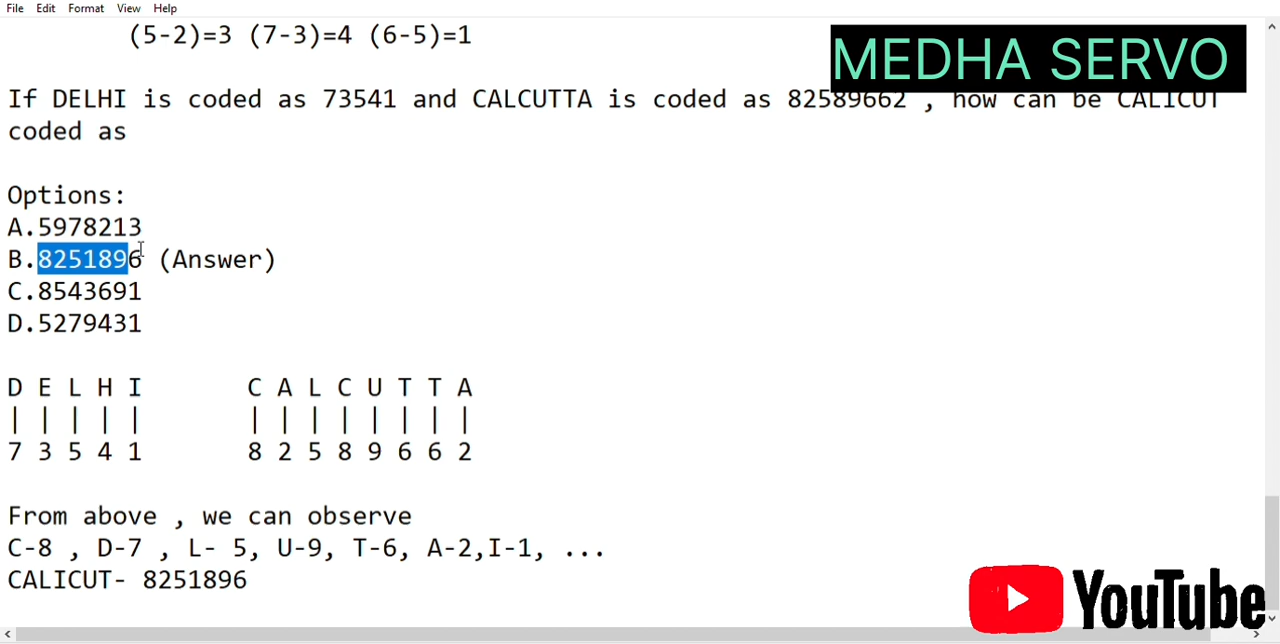 File Edit Format View Help
(5-2)=3 (7-3)=4 (6-5)=1
MEDHA SERVO
If DELHI is coded as 73541 and CALCUTTA is coded as 82589662 , how can be CALICUT
coded as
Options:
A.5978213
B.8251896 (Answer)
C.8543691
D.5279431
D E L H I C A L C U T T A
| | | | | | | | | | | | |
7 3 5 4 1 8 2 5 8 9 6 6 2
From above , we can observe
C-8 , D-7 , L- 5, U-9, T-6, A-2,I-1, ...
CALICUT- 8251896
YouTube